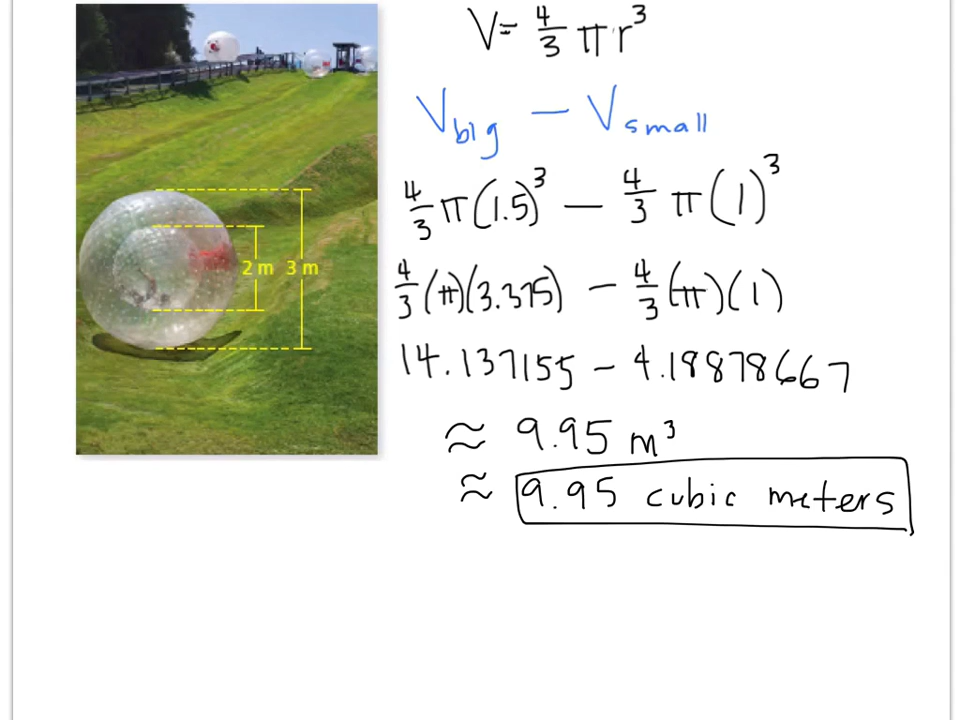 V = 4/3 π r³
V big — V small
4/3 π (1.5)³ — 4/3 π (1)³
2 m 3 m
4/3 (π)(3.375) — 4/3 (π)(1)
14.137155 — 4.18878667
≈ 9.95 m³
≈ 9.95 cubic meters